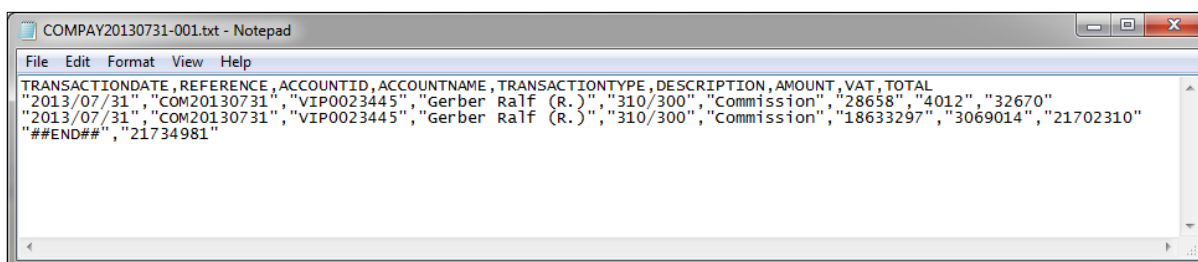 COMPAY20130731-001.txt - Notepad
File Edit Format View Help
TRANSACTIONDATE,REFERENCE,ACCOUNTID,ACCOUNTNAME,TRANSACTIONTYPE,DESCRIPTION,AMOUNT,VAT,TOTAL
"2013/07/31","COM20130731","VIP0023445","Gerber Ralf (R.)","310/300","Commission","28658","4012","32670"
"2013/07/31","COM20130731","VIP0023445","Gerber Ralf (R.)","310/300","Commission","18633297","3069014","21702310"
"##END##","21734981"